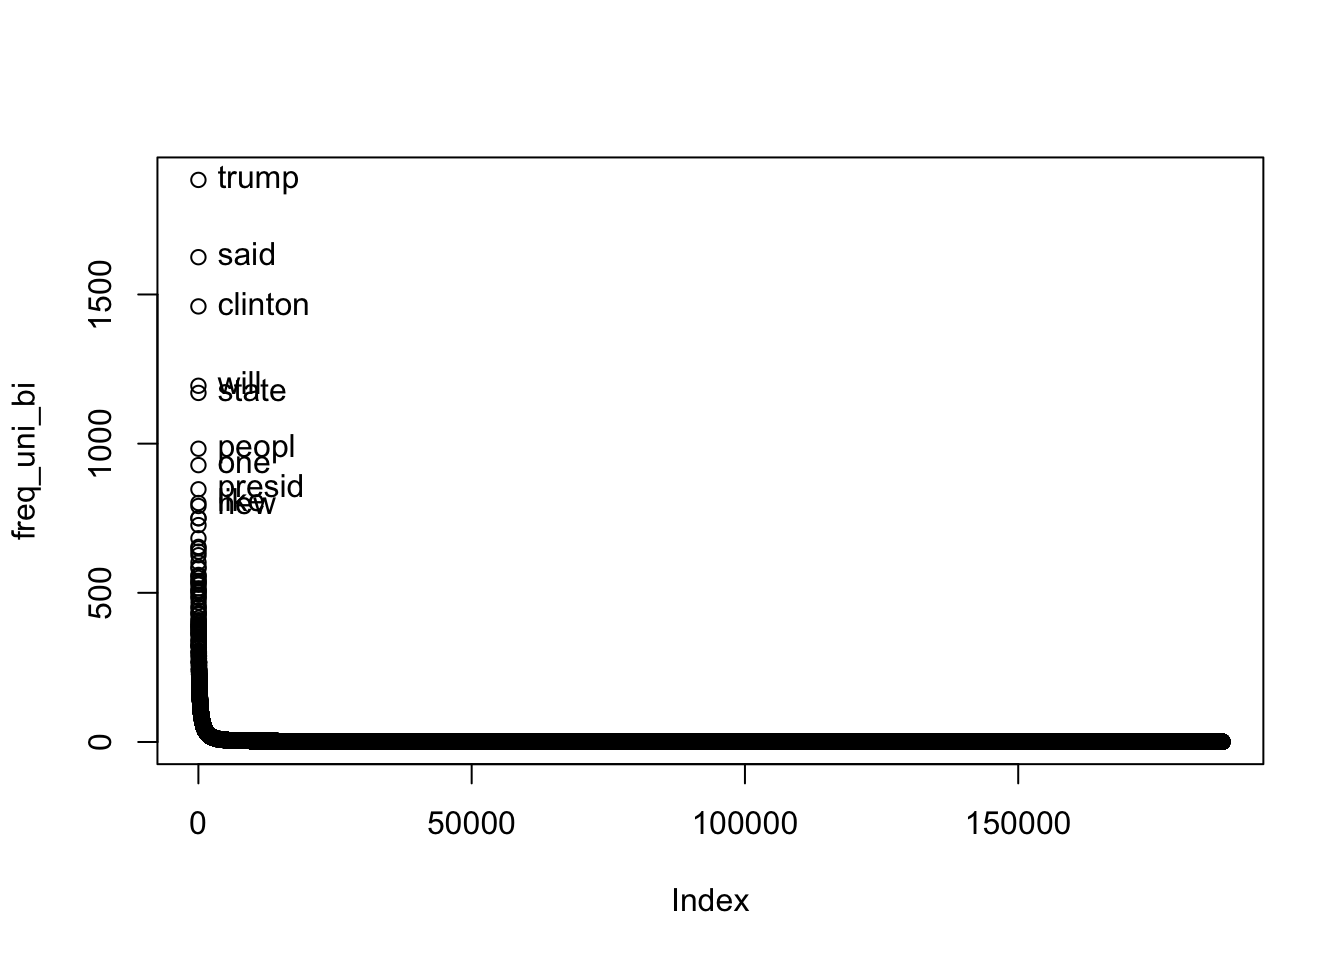 trump
said
clinton
will
state
peopl
one
presid
like
new
freq_uni_bi
0
500
1000
1500
0
50000
100000
150000
Index